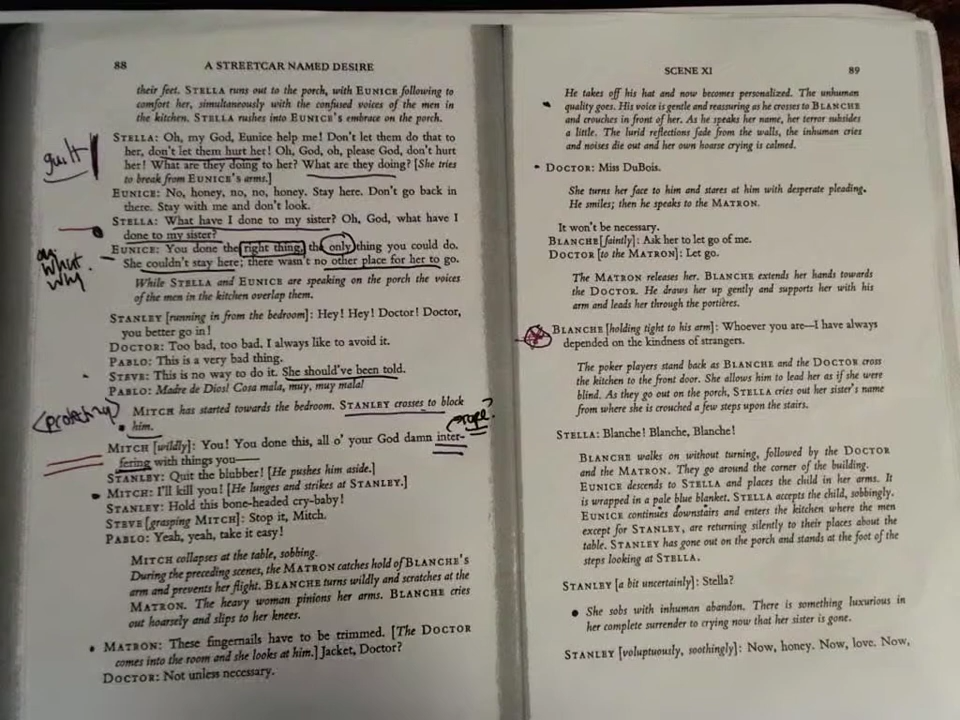 88
A STREETCAR NAMED DESIRE
their feet. STELLA runs out to the porch, with EUNICE following to
comfort her, simultaneously with the confused voices of the men in
the kitchen. STELLA rushes into EUNICE's embrace on the porch.
guilt
STELLA: Oh, my God, Eunice help me! Don't let them do that to
her, don't let them hurt her! Oh, God, oh, please God, don't hurt
her! What are they doing to her? What are they doing? [She tries
to break from EUNICE's arms.]
EUNICE: No, honey, no, no, honey. Stay here. Don't go back in
there. Stay with me and don't look.
STELLA: What have I done to my sister? Oh, God, what have I
done to my sister?
EUNICE: You done the right thing, the only thing you could do.
She couldn't stay here; there wasn't no other place for her to go.
what
why
While STELLA and EUNICE are speaking on the porch the voices
of the men in the kitchen overlap them.
STANLEY [running in from the bedroom]: Hey! Hey! Doctor! Doctor,
you better go in!
DOCTOR: Too bad, too bad. I always like to avoid it.
PABLO: This is a very bad thing.
STEVE: This is no way to do it. She should've been told.
PABLO: Madre de Dios! Cosa mala, muy, muy mala!
(protecting)
MITCH has started towards the bedroom. STANLEY crosses to block
him.
rape?
MITCH [wildly]: You! You done this, all o' your God damn inter-
fering with things you——
STANLEY: Quit the blubber! [He pushes him aside.]
MITCH: I'll kill you! [He lunges and strikes at STANLEY.]
STANLEY: Hold this bone-headed cry-baby!
STEVE [grasping MITCH]: Stop it, Mitch.
PABLO: Yeah, yeah, take it easy!
MITCH collapses at the table, sobbing.
During the preceding scenes, the MATRON catches hold of BLANCHE's
arm and prevents her flight. BLANCHE turns wildly and scratches at the
MATRON. The heavy woman pinions her arms. BLANCHE cries
out hoarsely and slips to her knees.
MATRON: These fingernails have to be trimmed. [The DOCTOR
comes into the room and she looks at him.] Jacket, Doctor?
DOCTOR: Not unless necessary.
SCENE XI
89
He takes off his hat and now becomes personalized. The unhuman
quality goes. His voice is gentle and reassuring as he crosses to BLANCHE
and crouches in front of her. As he speaks her name, her terror subsides
a little. The lurid reflections fade from the walls, the inhuman cries
and noises die out and her own hoarse crying is calmed.
DOCTOR: Miss DuBois.
She turns her face to him and stares at him with desperate pleading.
He smiles; then he speaks to the MATRON.
It won't be necessary.
BLANCHE [faintly]: Ask her to let go of me.
DOCTOR [to the MATRON]: Let go.
The MATRON releases her. BLANCHE extends her hands towards
the DOCTOR. He draws her up gently and supports her with his
arm and leads her through the portières.
BLANCHE [holding tight to his arm]: Whoever you are—I have always
depended on the kindness of strangers.
The poker players stand back as BLANCHE and the DOCTOR cross
the kitchen to the front door. She allows him to lead her as if she were
blind. As they go out on the porch, STELLA cries out her sister's name
from where she is crouched a few steps upon the stairs.
STELLA: Blanche! Blanche, Blanche!
BLANCHE walks on without turning, followed by the DOCTOR
and the MATRON. They go around the corner of the building.
EUNICE descends to STELLA and places the child in her arms. It
is wrapped in a pale blue blanket. STELLA accepts the child, sobbingly.
EUNICE continues downstairs and enters the kitchen where the men
except for STANLEY, are returning silently to their places about the
table. STANLEY has gone out on the porch and stands at the foot of the
steps looking at STELLA.
STANLEY [a bit uncertainly]: Stella?
She sobs with inhuman abandon. There is something luxurious in
her complete surrender to crying now that her sister is gone.
STANLEY [voluptuously, soothingly]: Now, honey. Now, love. Now,